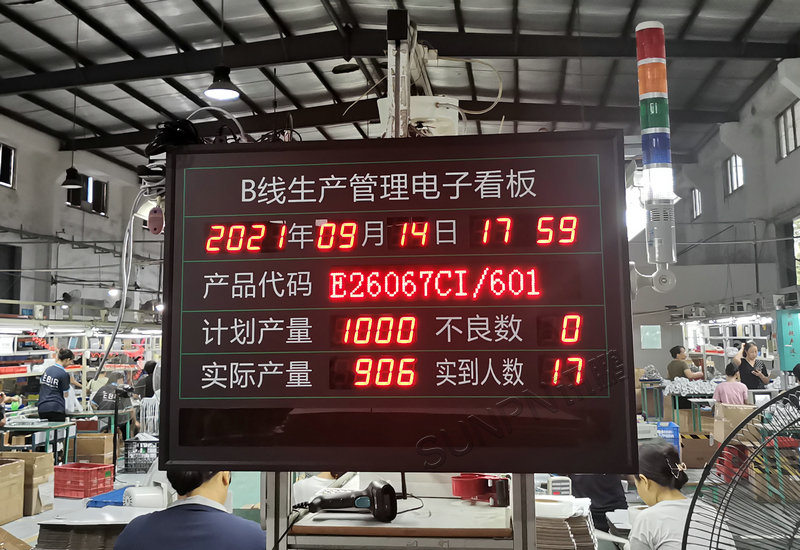 B线生产管理电子看板
2021年09月14日 17 59
产品代码 E26067CI/601
计划产量 1000 不良数 0
实际产量 906 实到人数 17